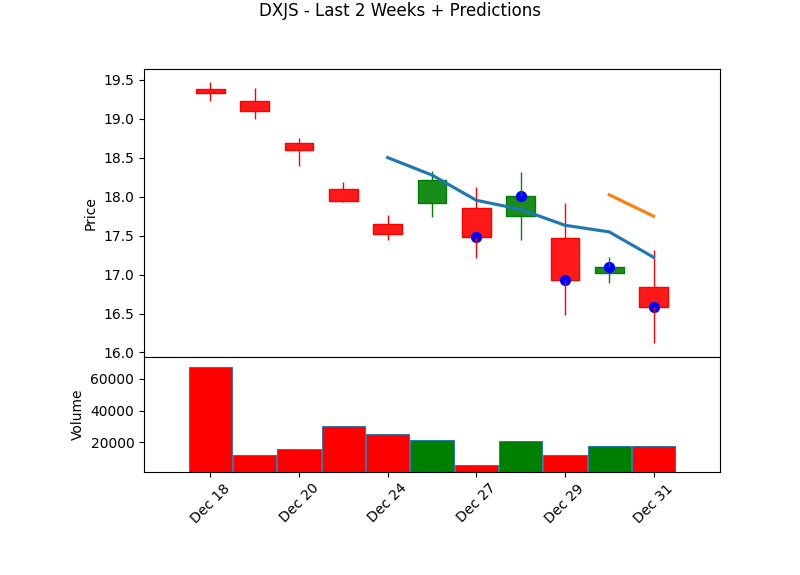 DXJS - Last 2 Weeks + Predictions
Price
19.5
19.0
18.5
18.0
17.5
17.0
16.5
16.0
Volume
60000
40000
20000
Dec 18
Dec 20
Dec 24
Dec 27
Dec 29
Dec 31